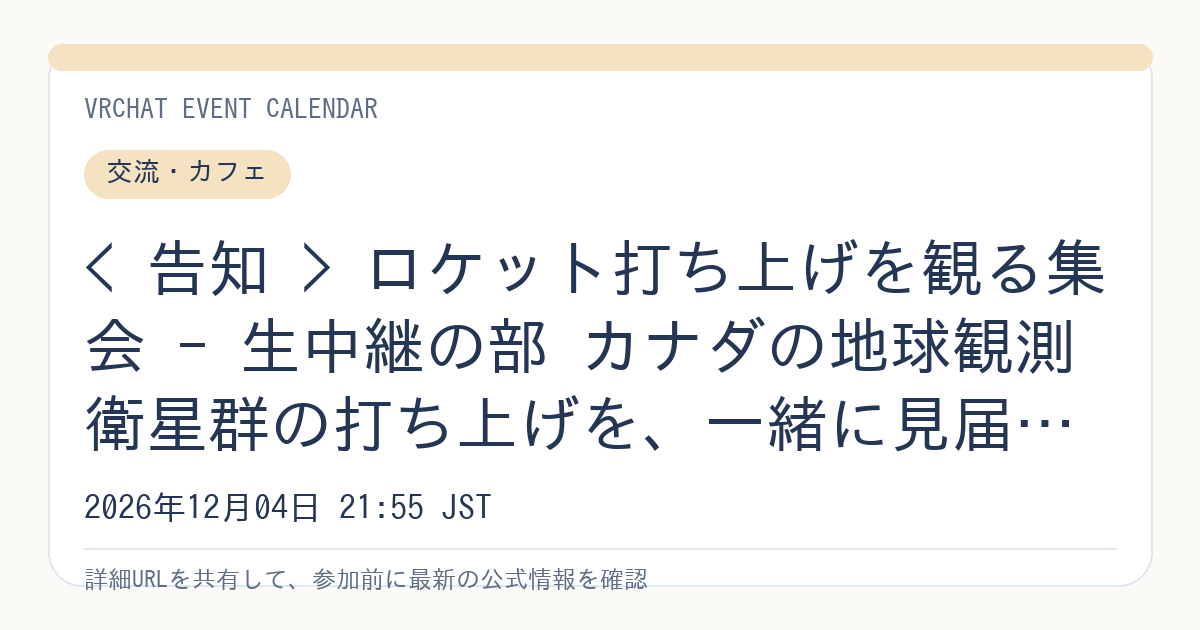 VRCHAT EVENT CALENDAR
交流・カフェ
< 告知 > ロケット打ち上げを観る集
会 - 生中継の部 カナダの地球観測
衛星群の打ち上げを、一緒に見届…
2026年12月04日 21:55 JST
詳細URLを共有して、参加前に最新の公式情報を確認